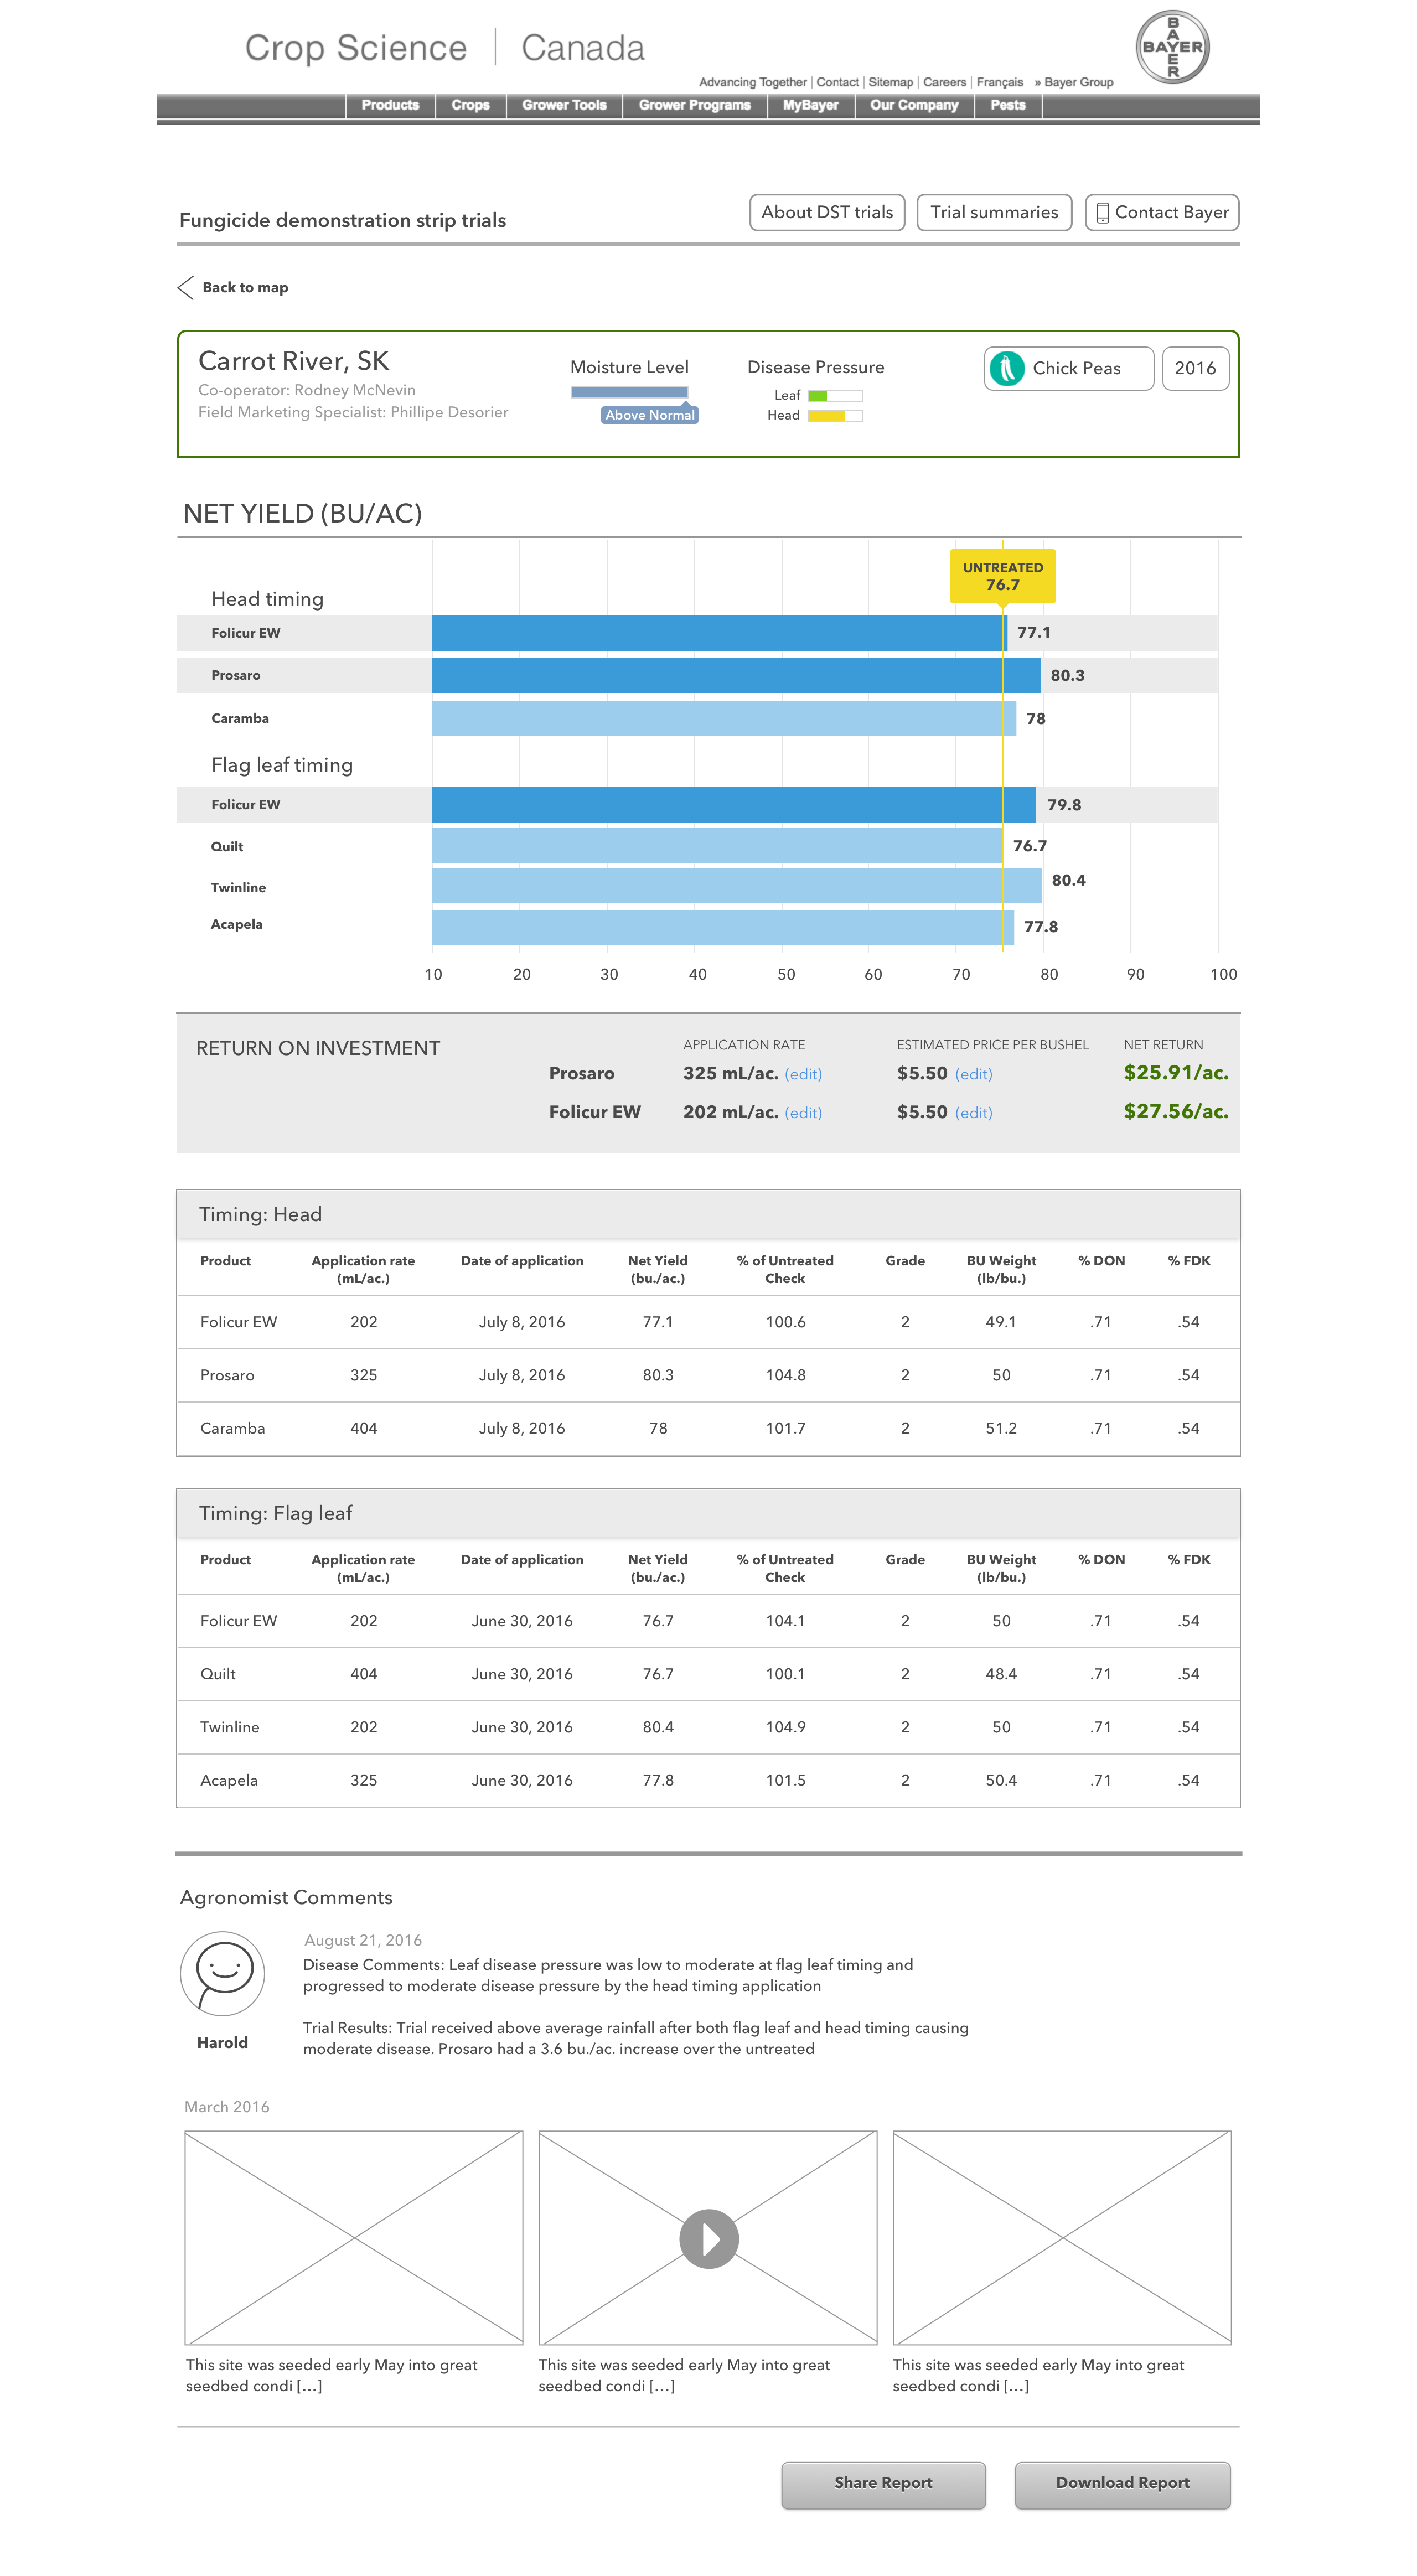 Crop Science | Canada
BAYER
BAYER
Advancing Together | Contact | Sitemap | Careers | Français » Bayer Group
Products Crops Grower Tools Grower Programs MyBayer Our Company Pests
Fungicide demonstration strip trials
About DST trials
Trial summaries
Contact Bayer
Back to map
Carrot River, SK
Co-operator: Rodney McNevin
Field Marketing Specialist: Phillipe Desorier
Moisture Level
Above Normal
Disease Pressure
Leaf
Head
Chick Peas
2016
NET YIELD (BU/AC)
UNTREATED
76.7
Head timing
Folicur EW 77.1
Prosaro 80.3
Caramba 78
Flag leaf timing
Folicur EW 79.8
Quilt 76.7
Twinline 80.4
Acapela 77.8
10 20 30 40 50 60 70 80 90 100
RETURN ON INVESTMENT
APPLICATION RATE ESTIMATED PRICE PER BUSHEL NET RETURN
Prosaro 325 mL/ac. (edit) $5.50 (edit) $25.91/ac.
Folicur EW 202 mL/ac. (edit) $5.50 (edit) $27.56/ac.
Timing: Head
Product Application rate Date of application Net Yield % of Untreated Grade BU Weight % DON % FDK
(mL/ac.) (bu./ac.) Check (lb/bu.)
Folicur EW 202 July 8, 2016 77.1 100.6 2 49.1 .71 .54
Prosaro 325 July 8, 2016 80.3 104.8 2 50 .71 .54
Caramba 404 July 8, 2016 78 101.7 2 51.2 .71 .54
Timing: Flag leaf
Product Application rate Date of application Net Yield % of Untreated Grade BU Weight % DON % FDK
(mL/ac.) (bu./ac.) Check (lb/bu.)
Folicur EW 202 June 30, 2016 76.7 104.1 2 50 .71 .54
Quilt 404 June 30, 2016 76.7 100.1 2 48.4 .71 .54
Twinline 202 June 30, 2016 80.4 104.9 2 50 .71 .54
Acapela 325 June 30, 2016 77.8 101.5 2 50.4 .71 .54
Agronomist Comments
Harold
August 21, 2016
Disease Comments: Leaf disease pressure was low to moderate at flag leaf timing and
progressed to moderate disease pressure by the head timing application
Trial Results: Trial received above average rainfall after both flag leaf and head timing causing
moderate disease. Prosaro had a 3.6 bu./ac. increase over the untreated
March 2016
This site was seeded early May into great
seedbed condi [...]
This site was seeded early May into great
seedbed condi [...]
This site was seeded early May into great
seedbed condi [...]
Share Report
Download Report